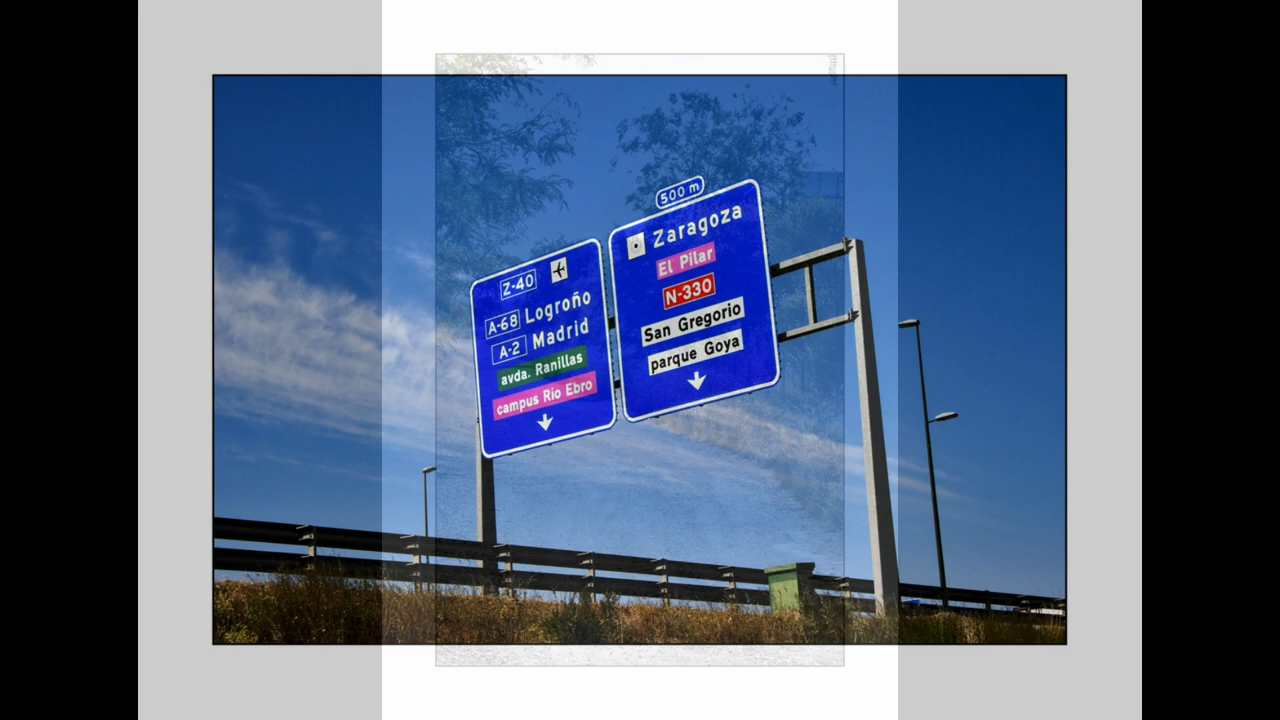 Z-40
A-68 Logroño
A-2 Madrid
avda. Ranillas
campus Río Ebro
500 m
Zaragoza
El Pilar
N-330
San Gregorio
parque Goya